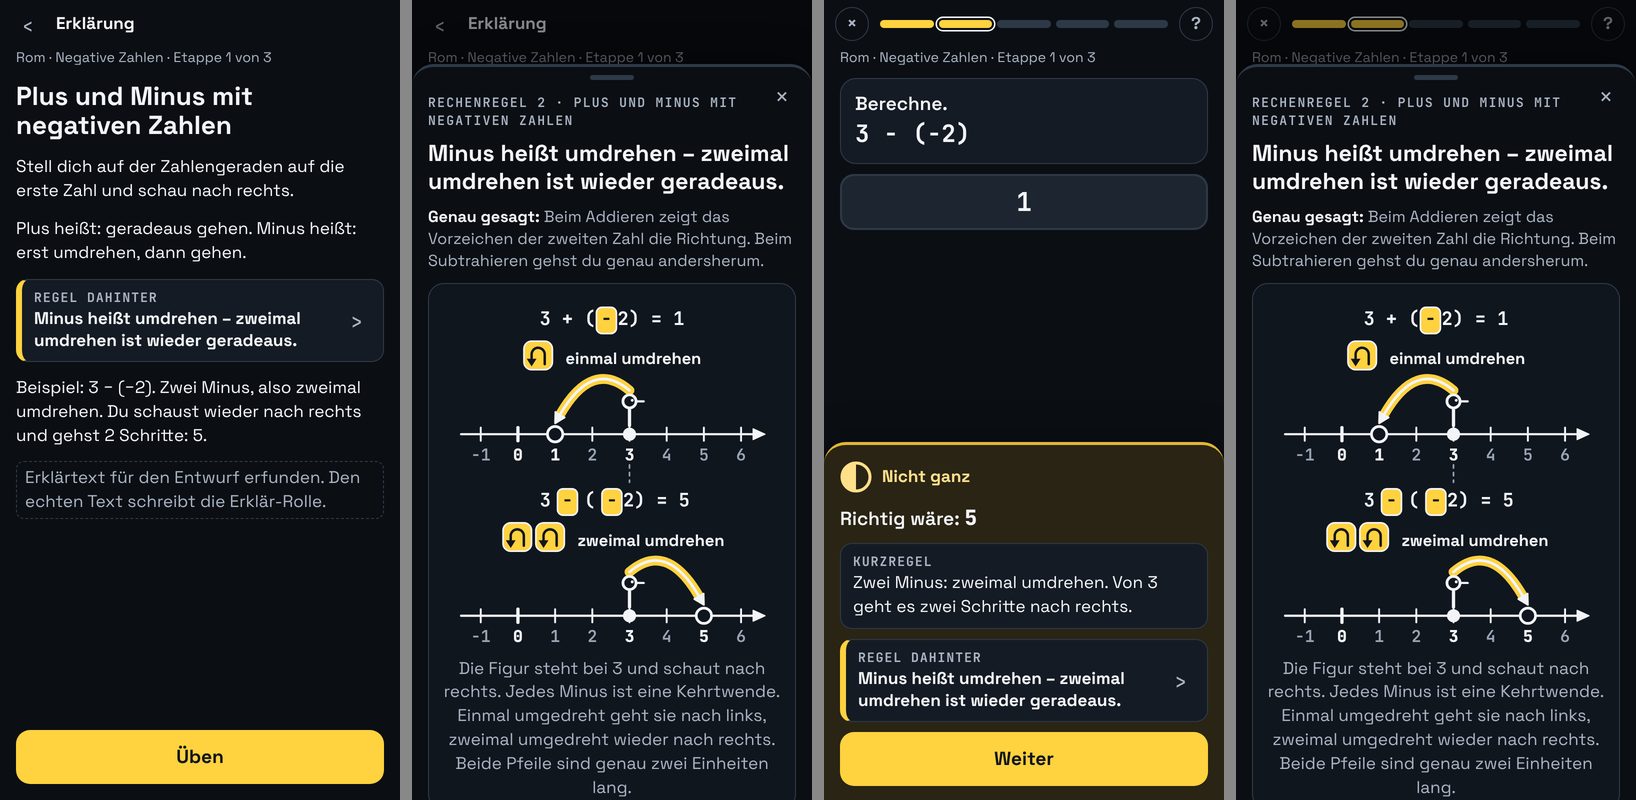 < Erklärung
Rom · Negative Zahlen · Etappe 1 von 3
Plus und Minus mit
negativen Zahlen
Stell dich auf der Zahlengeraden auf die
erste Zahl und schau nach rechts.
Plus heißt: geradeaus gehen. Minus heißt:
erst umdrehen, dann gehen.
REGEL DAHINTER
Minus heißt umdrehen – zweimal
umdrehen ist wieder geradeaus.
>
Beispiel: 3 − (−2). Zwei Minus, also zweimal
umdrehen. Du schaust wieder nach rechts
und gehst 2 Schritte: 5.
Erklärtext für den Entwurf erfunden. Den
echten Text schreibt die Erklär-Rolle.
Üben
< Erklärung
Rom · Negative Zahlen · Etappe 1 von 3
RECHENREGEL 2 · PLUS UND MINUS MIT
NEGATIVEN ZAHLEN
×
Minus heißt umdrehen – zweimal
umdrehen ist wieder geradeaus.
Genau gesagt: Beim Addieren zeigt das
Vorzeichen der zweiten Zahl die Richtung. Beim
Subtrahieren gehst du genau andersherum.
3 + (-2) = 1
einmal umdrehen
-1 0 1 2 3 4 5 6
3 - (-2) = 5
zweimal umdrehen
-1 0 1 2 3 4 5 6
Die Figur steht bei 3 und schaut nach
rechts. Jedes Minus ist eine Kehrtwende.
Einmal umgedreht geht sie nach links,
zweimal umgedreht wieder nach rechts.
Beide Pfeile sind genau zwei Einheiten
lang.
× ?
Rom · Negative Zahlen · Etappe 1 von 3
Berechne.
3 - (-2)
1
Nicht ganz
Richtig wäre: 5
KURZREGEL
Zwei Minus: zweimal umdrehen. Von 3
geht es zwei Schritte nach rechts.
REGEL DAHINTER
Minus heißt umdrehen – zweimal
umdrehen ist wieder geradeaus.
>
Weiter
× ?
Rom · Negative Zahlen · Etappe 1 von 3
RECHENREGEL 2 · PLUS UND MINUS MIT
NEGATIVEN ZAHLEN
×
Minus heißt umdrehen – zweimal
umdrehen ist wieder geradeaus.
Genau gesagt: Beim Addieren zeigt das
Vorzeichen der zweiten Zahl die Richtung. Beim
Subtrahieren gehst du genau andersherum.
3 + (-2) = 1
einmal umdrehen
-1 0 1 2 3 4 5 6
3 - (-2) = 5
zweimal umdrehen
-1 0 1 2 3 4 5 6
Die Figur steht bei 3 und schaut nach
rechts. Jedes Minus ist eine Kehrtwende.
Einmal umgedreht geht sie nach links,
zweimal umgedreht wieder nach rechts.
Beide Pfeile sind genau zwei Einheiten
lang.